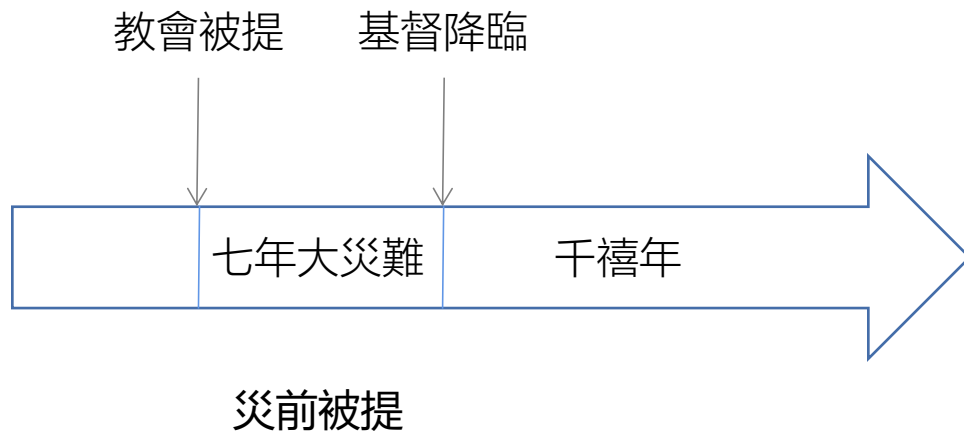 教會被提
基督降臨
七年大災難
千禧年
災前被提